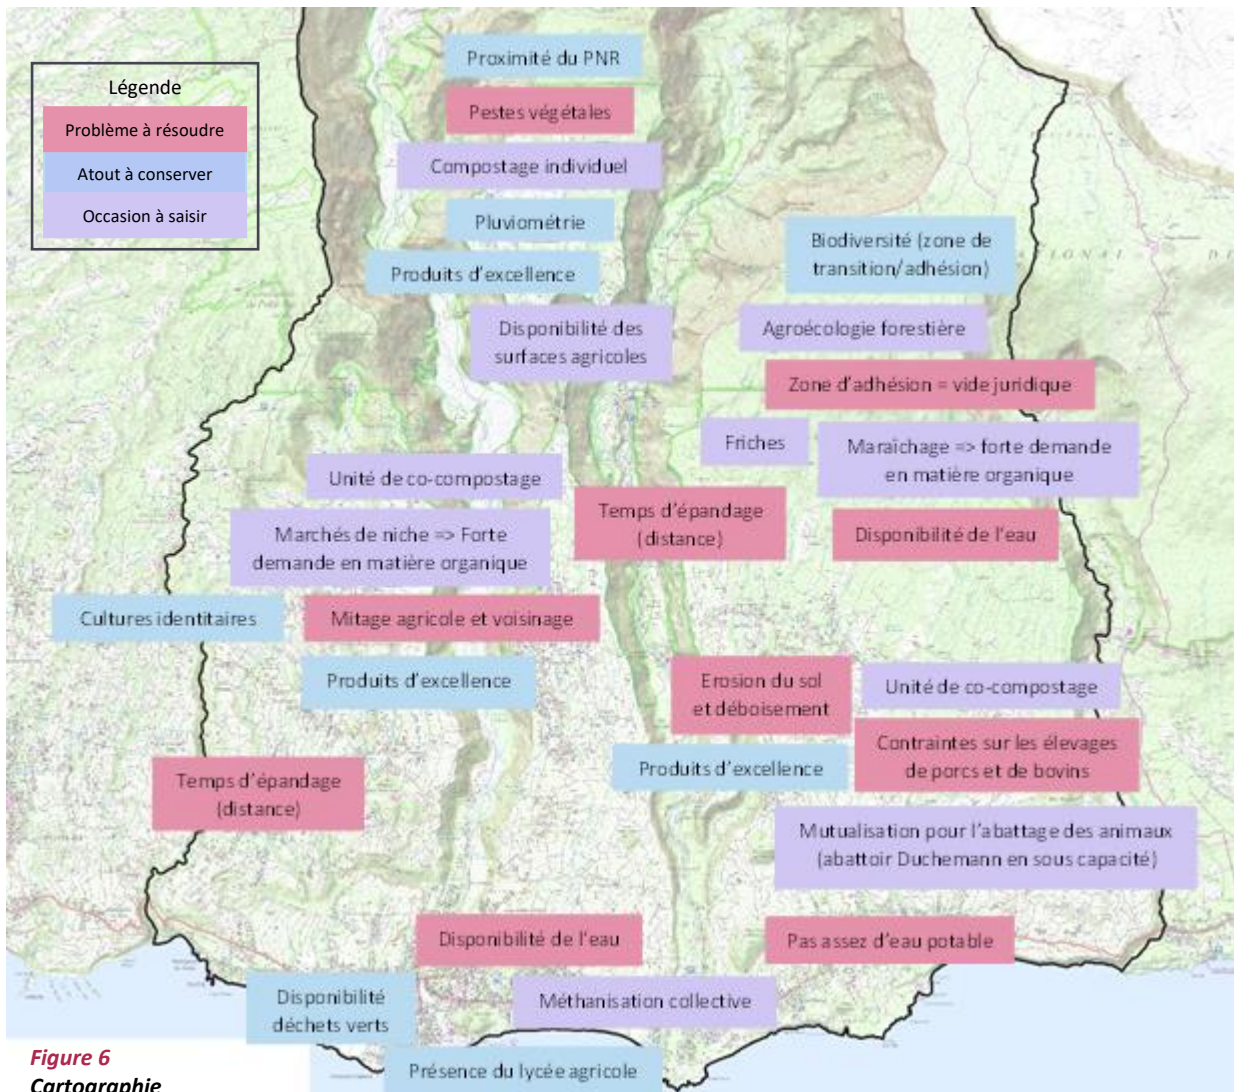 Légende
Problème à résoudre
Atout à conserver
Occasion à saisir
Proximité du PNR
Pestes végétales
Compostage individuel
Pluviométrie
Produits d'excellence
Biodiversité (zone de
transition/adhésion)
Disponibilité des
surfaces agricoles
Agroécologie forestière
Zone d'adhésion = vide juridique
Friches
Maraîchage => forte demande
en matière organique
Unité de co-compostage
Temps d'épandage
(distance)
Marchés de niche => Forte
demande en matière organique
Disponibilité de l'eau
Cultures identitaires
Mitage agricole et voisinage
Produits d'excellence
Erosion du sol
et déboisement
Unité de co-compostage
Contraintes sur les élevages
de porcs et de bovins
Produits d'excellence
Temps d'épandage
(distance)
Mutualisation pour l'abattage des animaux
(abattoir Duchemann en sous capacité)
Disponibilité de l'eau
Pas assez d'eau potable
Disponibilité
déchets verts
Méthanisation collective
Présence du lycée agricole
Figure 6
Cartographie